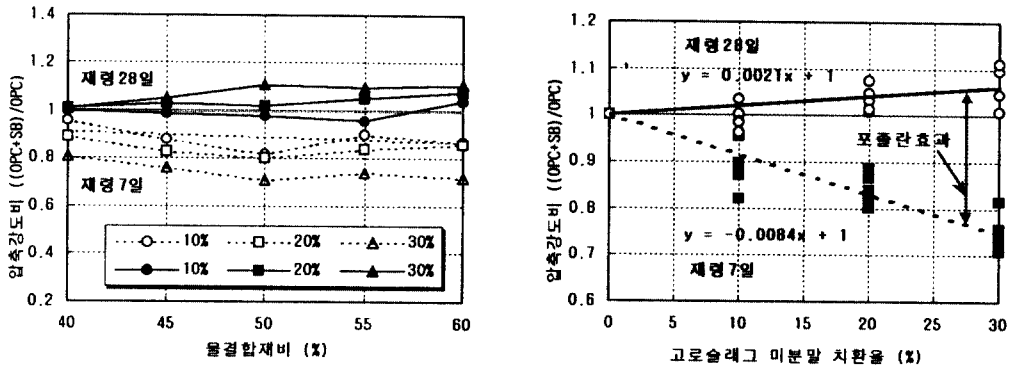 1.4
1.2
1
0.8
0.6
0.4
0.2
압축강도비 ((OPC+SB)/OPC)
재령28일
재령7일
10% 20% 30%
10% 20% 30%
40 45 50 55 60
물결합재비 (%)
1.2
1.1
1
0.9
0.8
0.7
0.6
압축강도비 ((OPC+SB)/OPC)
재령28일
y = 0.0021x + 1
포졸란효과
y = -0.0084x + 1
재령7일
0 5 10 15 20 25 30
고로슬래그 미분말 치환율 (%)